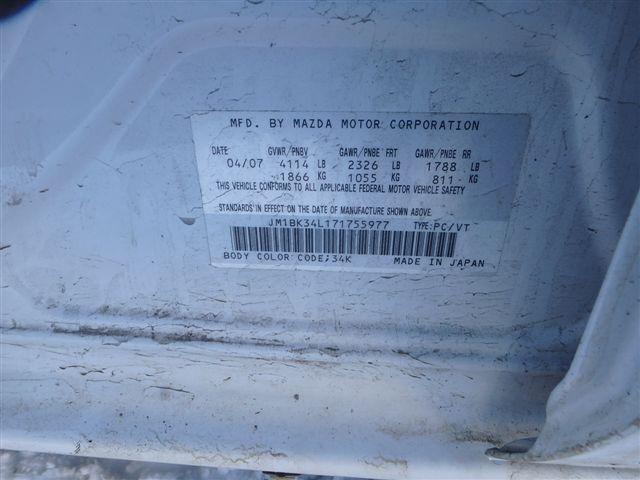 MFD. BY MAZDA MOTOR CORPORATION
DATE GVWR/PNBV GAWR/PNBE FRT GAWR/PNBE RR
04/07 4114 LB 2326 LB 1788 LB
1866 KG 1055 KG 811 KG
THIS VEHICLE CONFORMS TO ALL APPLICABLE FEDERAL MOTOR VEHICLE SAFETY
STANDARDS IN EFFECT ON THE DATE OF MANUFACTURE SHOWN ABOVE.
JM1BK34L171755977 TYPE:PC/VT
BODY COLOR CODE:34K MADE IN JAPAN